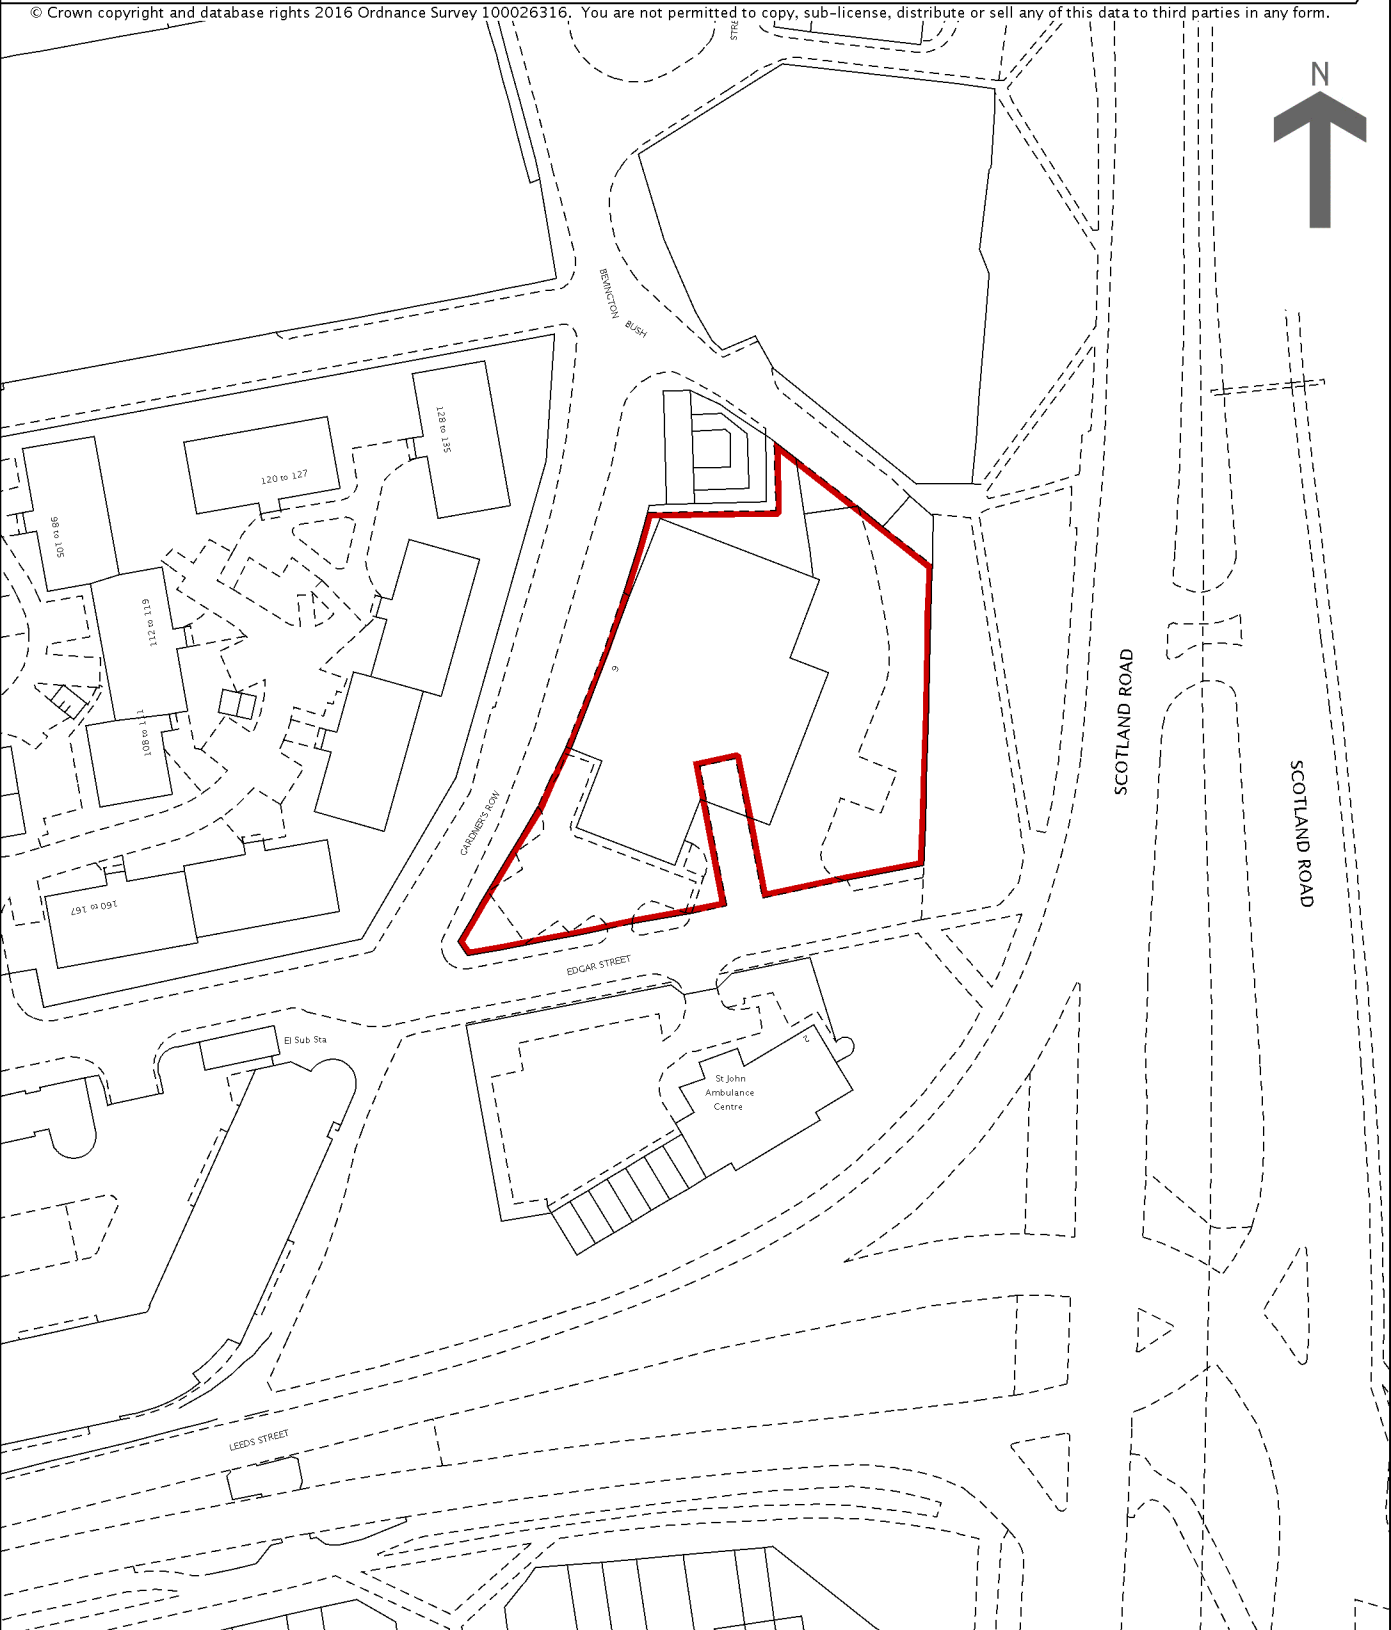 © Crown copyright and database rights 2016 Ordnance Survey 100026316. You are not permitted to copy, sub-license, distribute or sell any of this data to third parties in any form.
STRE
N
BEVINGTON
BUSH
128 to 135
120 to 127
98 to 105
112 to 119
9
SCOTLAND ROAD
108 to 111
SCOTLAND ROAD
GARDNER'S ROW
160 to 167
EDGAR STREET
El Sub Sta
2
St John
Ambulance
Centre
LEEDS STREET